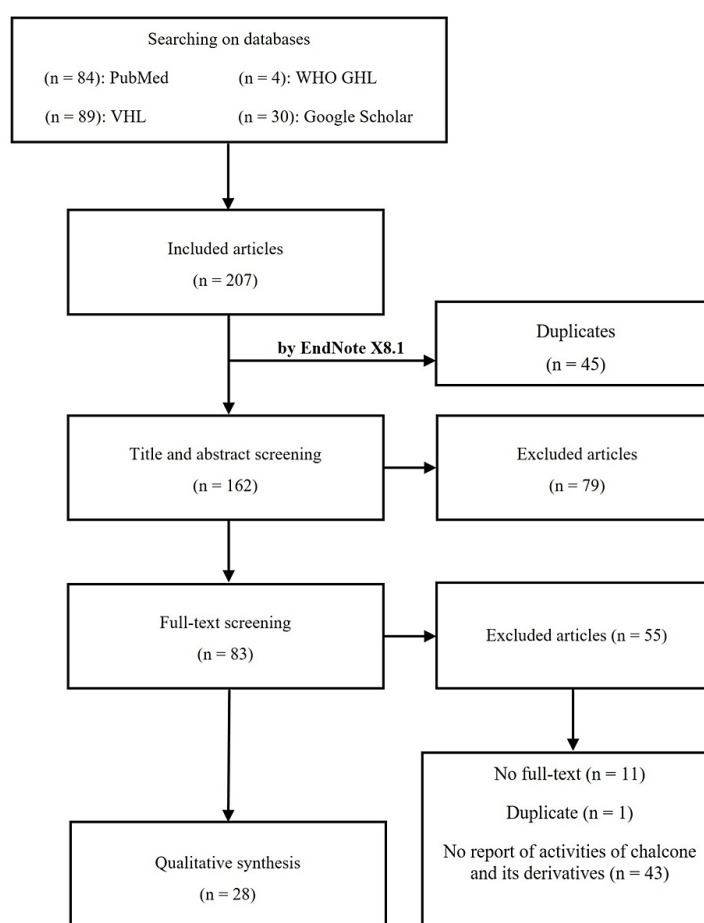 Searching on databases
(n = 84): PubMed (n = 4): WHO GHL
(n = 89): VHL (n = 30): Google Scholar
Included articles
(n = 207)
by EndNote X8.1
Duplicates
(n = 45)
Title and abstract screening
(n = 162)
Excluded articles
(n = 79)
Full-text screening
(n = 83)
Excluded articles (n = 55)
No full-text (n = 11)
Duplicate (n = 1)
No report of activities of chalcone
and its derivatives (n = 43)
Qualitative synthesis
(n = 28)